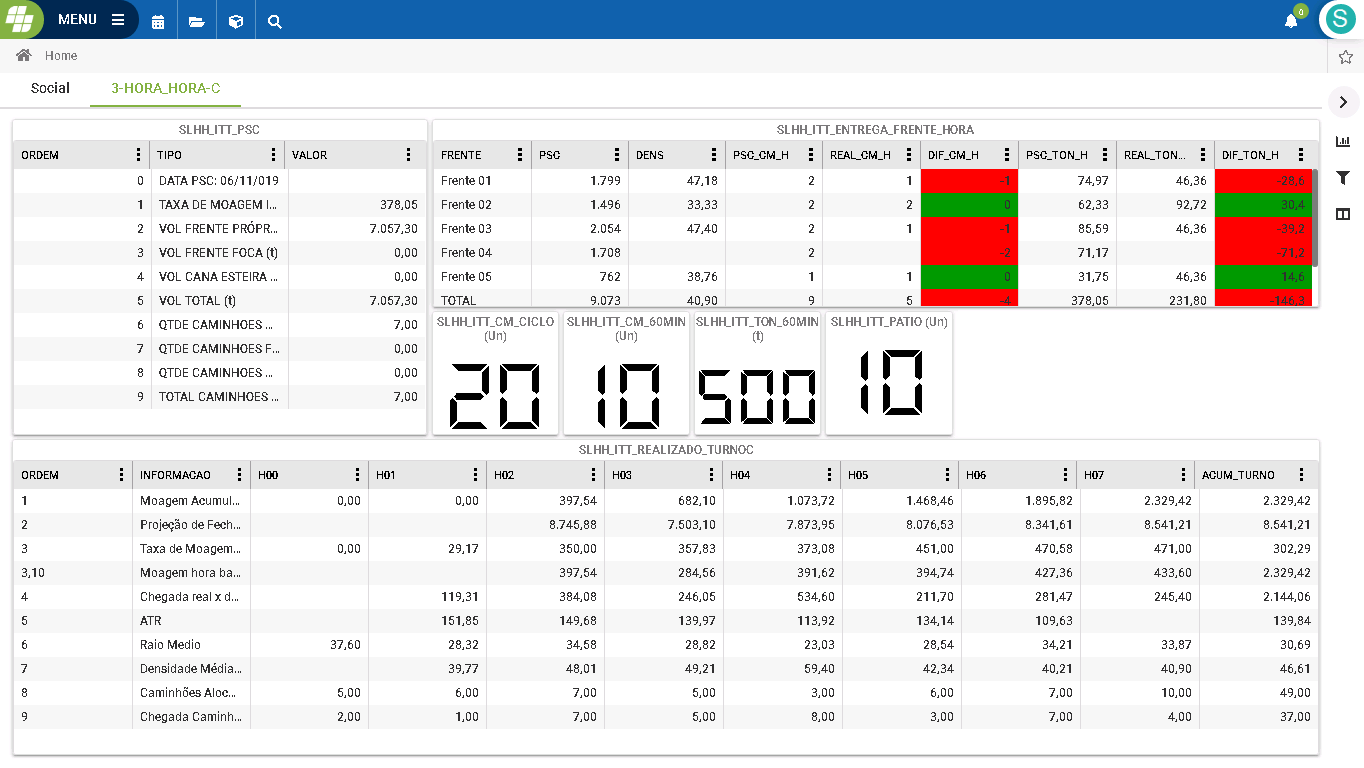 MENU
0
S
Home
Social 3-HORA_HORA-C
SLHH_ITT_PSC
ORDEM TIPO VALOR
0 DATA PSC: 06/11/019
1 TAXA DE MOAGEM I... 378,05
2 VOL FRENTE PRÓPR... 7.057,30
3 VOL FRENTE FOCA (t) 0,00
4 VOL CANA ESTEIRA ... 0,00
5 VOL TOTAL (t) 7.057,30
6 QTDE CAMINHOES ... 7,00
7 QTDE CAMINHOES F... 0,00
8 QTDE CAMINHOES ... 0,00
9 TOTAL CAMINHOES ... 7,00
SLHH_ITT_ENTREGA_FRENTE_HORA
FRENTE PSC DENS PSC_CM_H REAL_CM_H DIF_CM_H PSC_TON_H REAL_TON... DIF_TON_H
Frente 01 1.799 47,18 2 1 -1 74,97 46,36 -28,6
Frente 02 1.496 33,33 2 2 0 62,33 92,72 30,4
Frente 03 2.054 47,40 2 1 -1 85,59 46,36 -39,2
Frente 04 1.708 2 -2 71,17 -71,2
Frente 05 762 38,76 1 1 0 31,75 46,36 14,6
TOTAL 9.073 40,90 9 5 -4 378,05 231,80 -146,3
SLHH_ITT_CM_CICLO
(Un)
20
SLHH_ITT_CM_60MIN
(Un)
10
SLHH_ITT_TON_60MIN
(t)
500
SLHH_ITT_PATIO (Un)
10
SLHH_ITT_REALIZADO_TURNOC
ORDEM INFORMACAO H00 H01 H02 H03 H04 H05 H06 H07 ACUM_TURNO
1 Moagem Acumul... 0,00 0,00 397,54 682,10 1.073,72 1.468,46 1.895,82 2.329,42 2.329,42
2 Projeção de Fech... 8.745,88 7.503,10 7.873,95 8.076,53 8.341,61 8.541,21 8.541,21
3 Taxa de Moagem... 0,00 29,17 350,00 357,83 373,08 451,00 470,58 471,00 302,29
3,10 Moagem hora ba... 397,54 284,56 391,62 394,74 427,36 433,60 2.329,42
4 Chegada real x d... 119,31 384,08 246,05 534,60 211,70 281,47 245,40 2.144,06
5 ATR 151,85 149,68 139,97 113,92 134,14 109,63 139,84
6 Raio Medio 37,60 28,32 34,58 28,82 23,03 28,54 34,21 33,87 30,69
7 Densidade Média... 39,77 48,01 49,21 59,40 42,34 40,21 40,90 46,61
8 Caminhões Aloc... 5,00 6,00 7,00 5,00 3,00 6,00 7,00 10,00 49,00
9 Chegada Caminh... 2,00 1,00 7,00 5,00 8,00 3,00 7,00 4,00 37,00